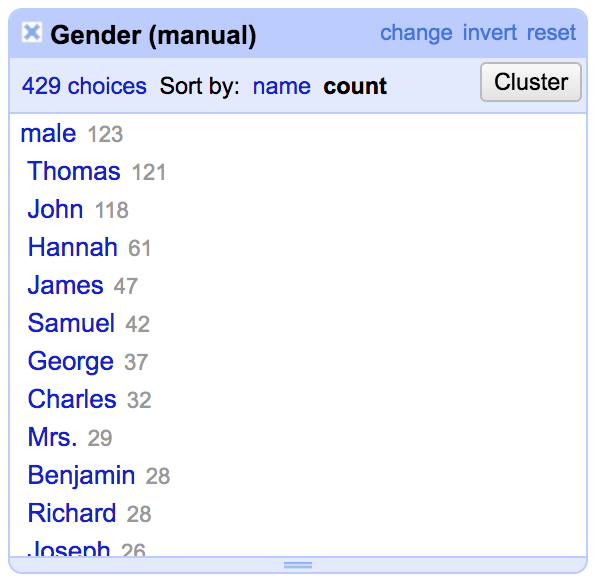 Gender (manual) change invert reset
429 choices Sort by: name count Cluster
male 123
Thomas 121
John 118
Hannah 61
James 47
Samuel 42
George 37
Charles 32
Mrs. 29
Benjamin 28
Richard 28
Joseph 26